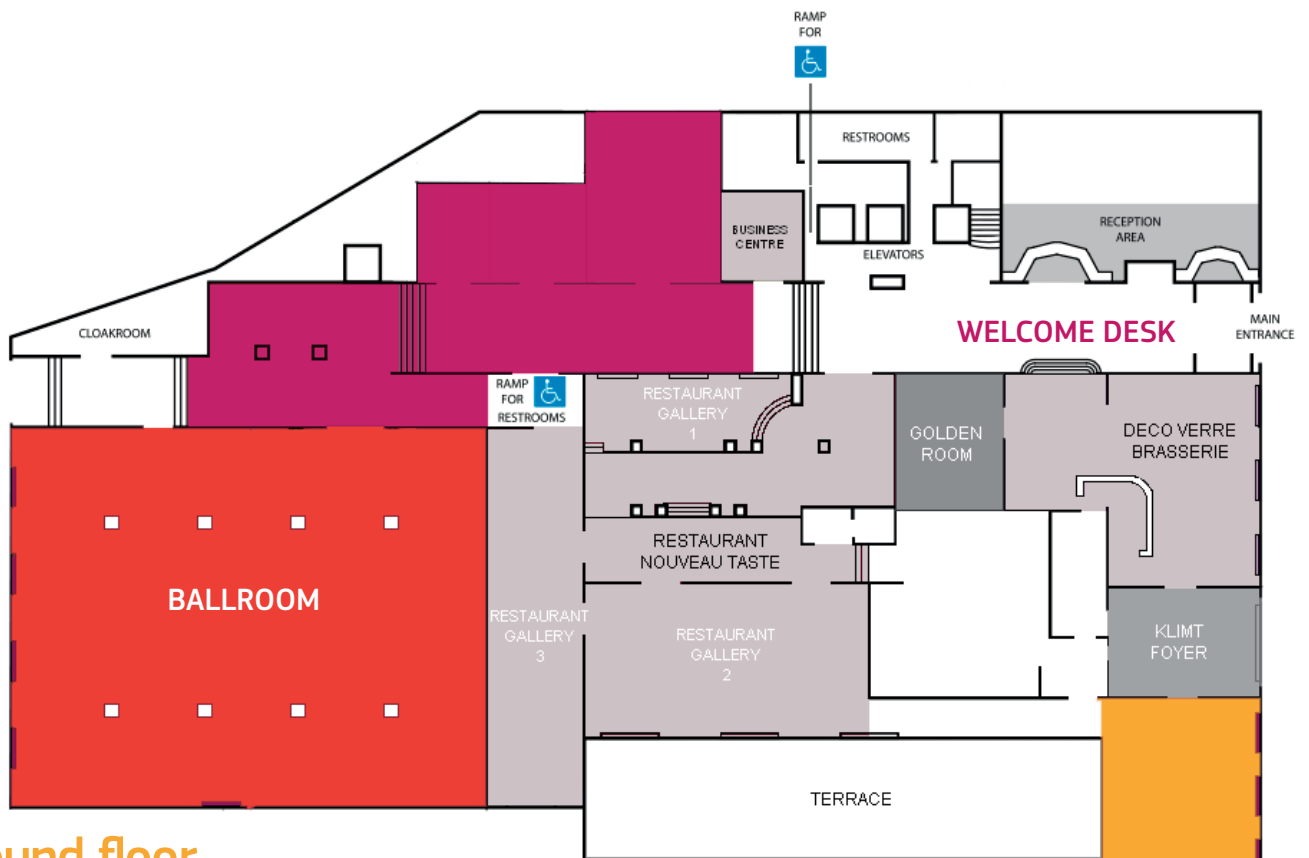 RAMP
FOR
RESTROOMS
BUSINESS
CENTRE
ELEVATORS
RECEPTION
AREA
CLOAKROOM
WELCOME DESK
MAIN
ENTRANCE
RAMP
FOR
RESTROOMS
RESTAURANT
GALLERY
1
GOLDEN
ROOM
DECO VERRE
BRASSERIE
RESTAURANT
NOUVEAU TASTE
BALLROOM
RESTAURANT
GALLERY
3
RESTAURANT
GALLERY
2
KLIMT
FOYER
TERRACE
floor